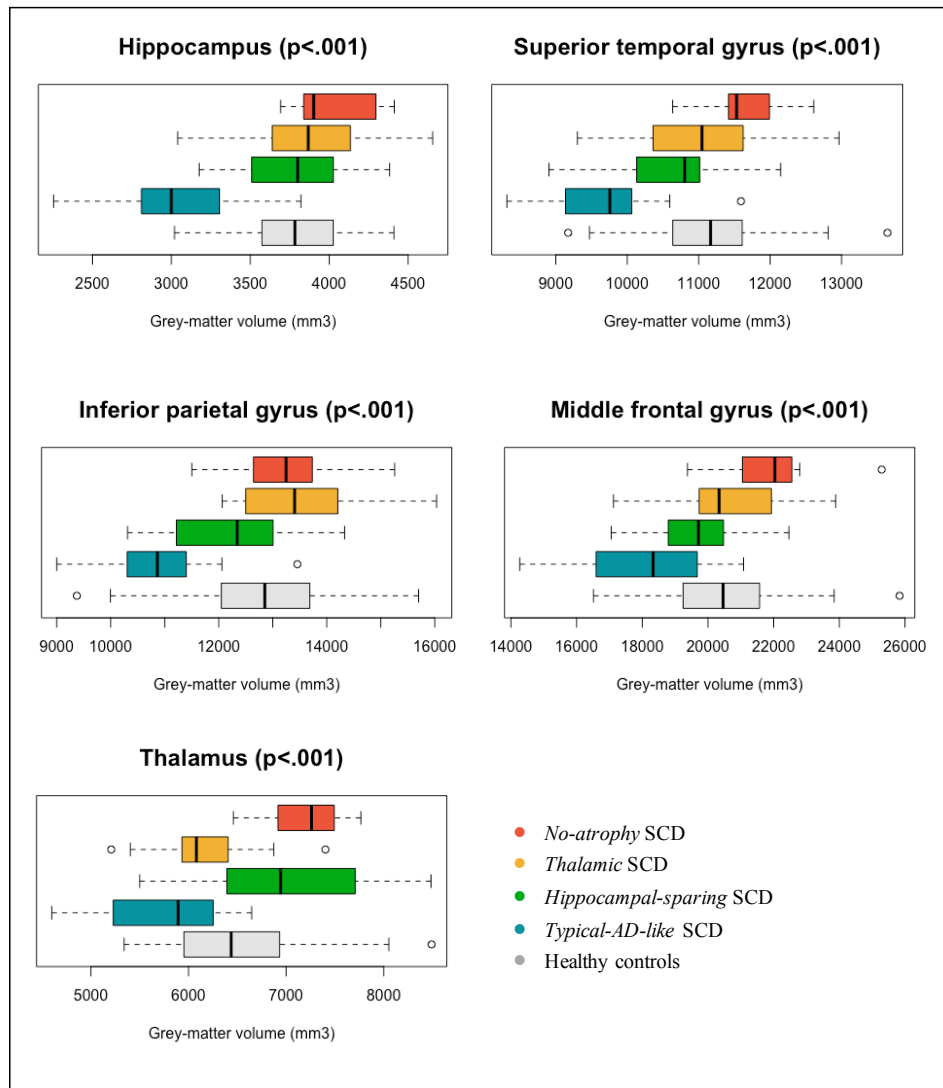 Hippocampus (p<.001)
2500 3000 3500 4000 4500
Grey-matter volume (mm3)
Superior temporal gyrus (p<.001)
9000 10000 11000 12000 13000
Grey-matter volume (mm3)
Inferior parietal gyrus (p<.001)
9000 10000 12000 14000 16000
Grey-matter volume (mm3)
Middle frontal gyrus (p<.001)
14000 16000 18000 20000 22000 24000 26000
Grey-matter volume (mm3)
Thalamus (p<.001)
5000 6000 7000 8000
Grey-matter volume (mm3)
No-atrophy SCD
Thalamic SCD
Hippocampal-sparing SCD
Typical-AD-like SCD
Healthy controls